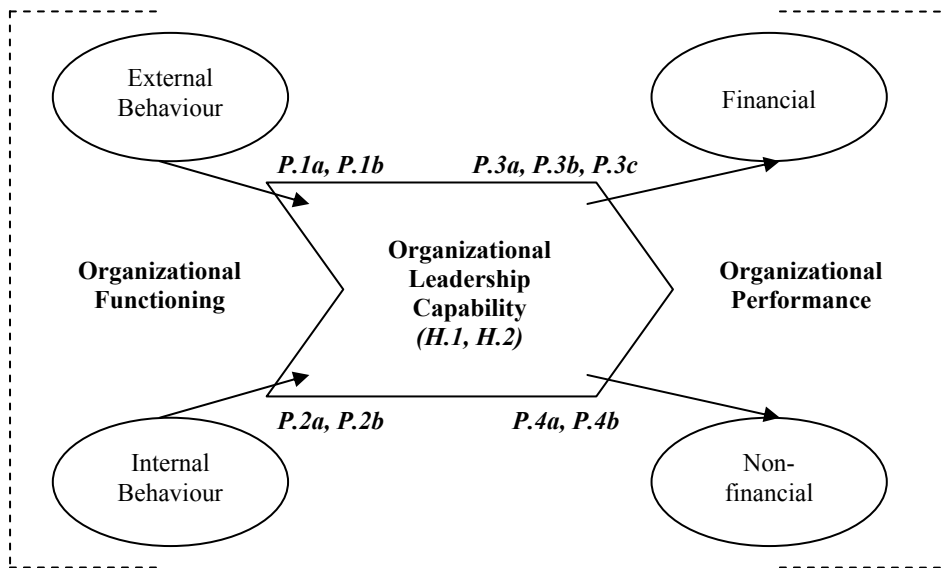 External
Behaviour
Financial
P.1a, P.1b
P.3a, P.3b, P.3c
Organizational
Functioning
Organizational
Leadership
Capability
(H.1, H.2)
Organizational
Performance
P.2a, P.2b
P.4a, P.4b
Internal
Behaviour
Non-
financial